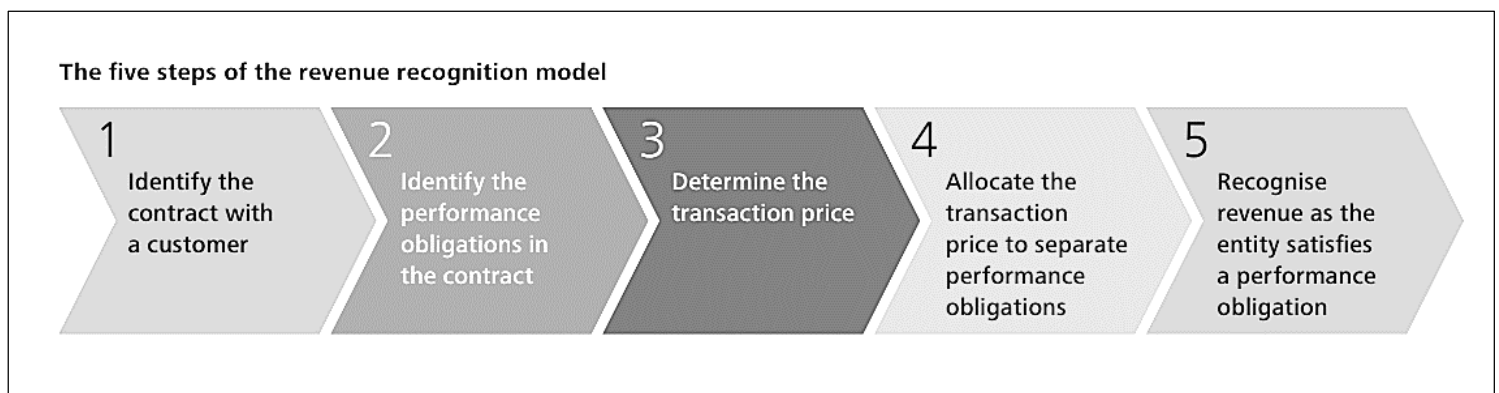 The five steps of the revenue recognition model
1
Identify the
contract with
a customer
2
Identify the
performance
obligations in
the contract
3
Determine the
transaction price
4
Allocate the
transaction
price to separate
performance
obligations
5
Recognise
revenue as the
entity satisfies
a performance
obligation